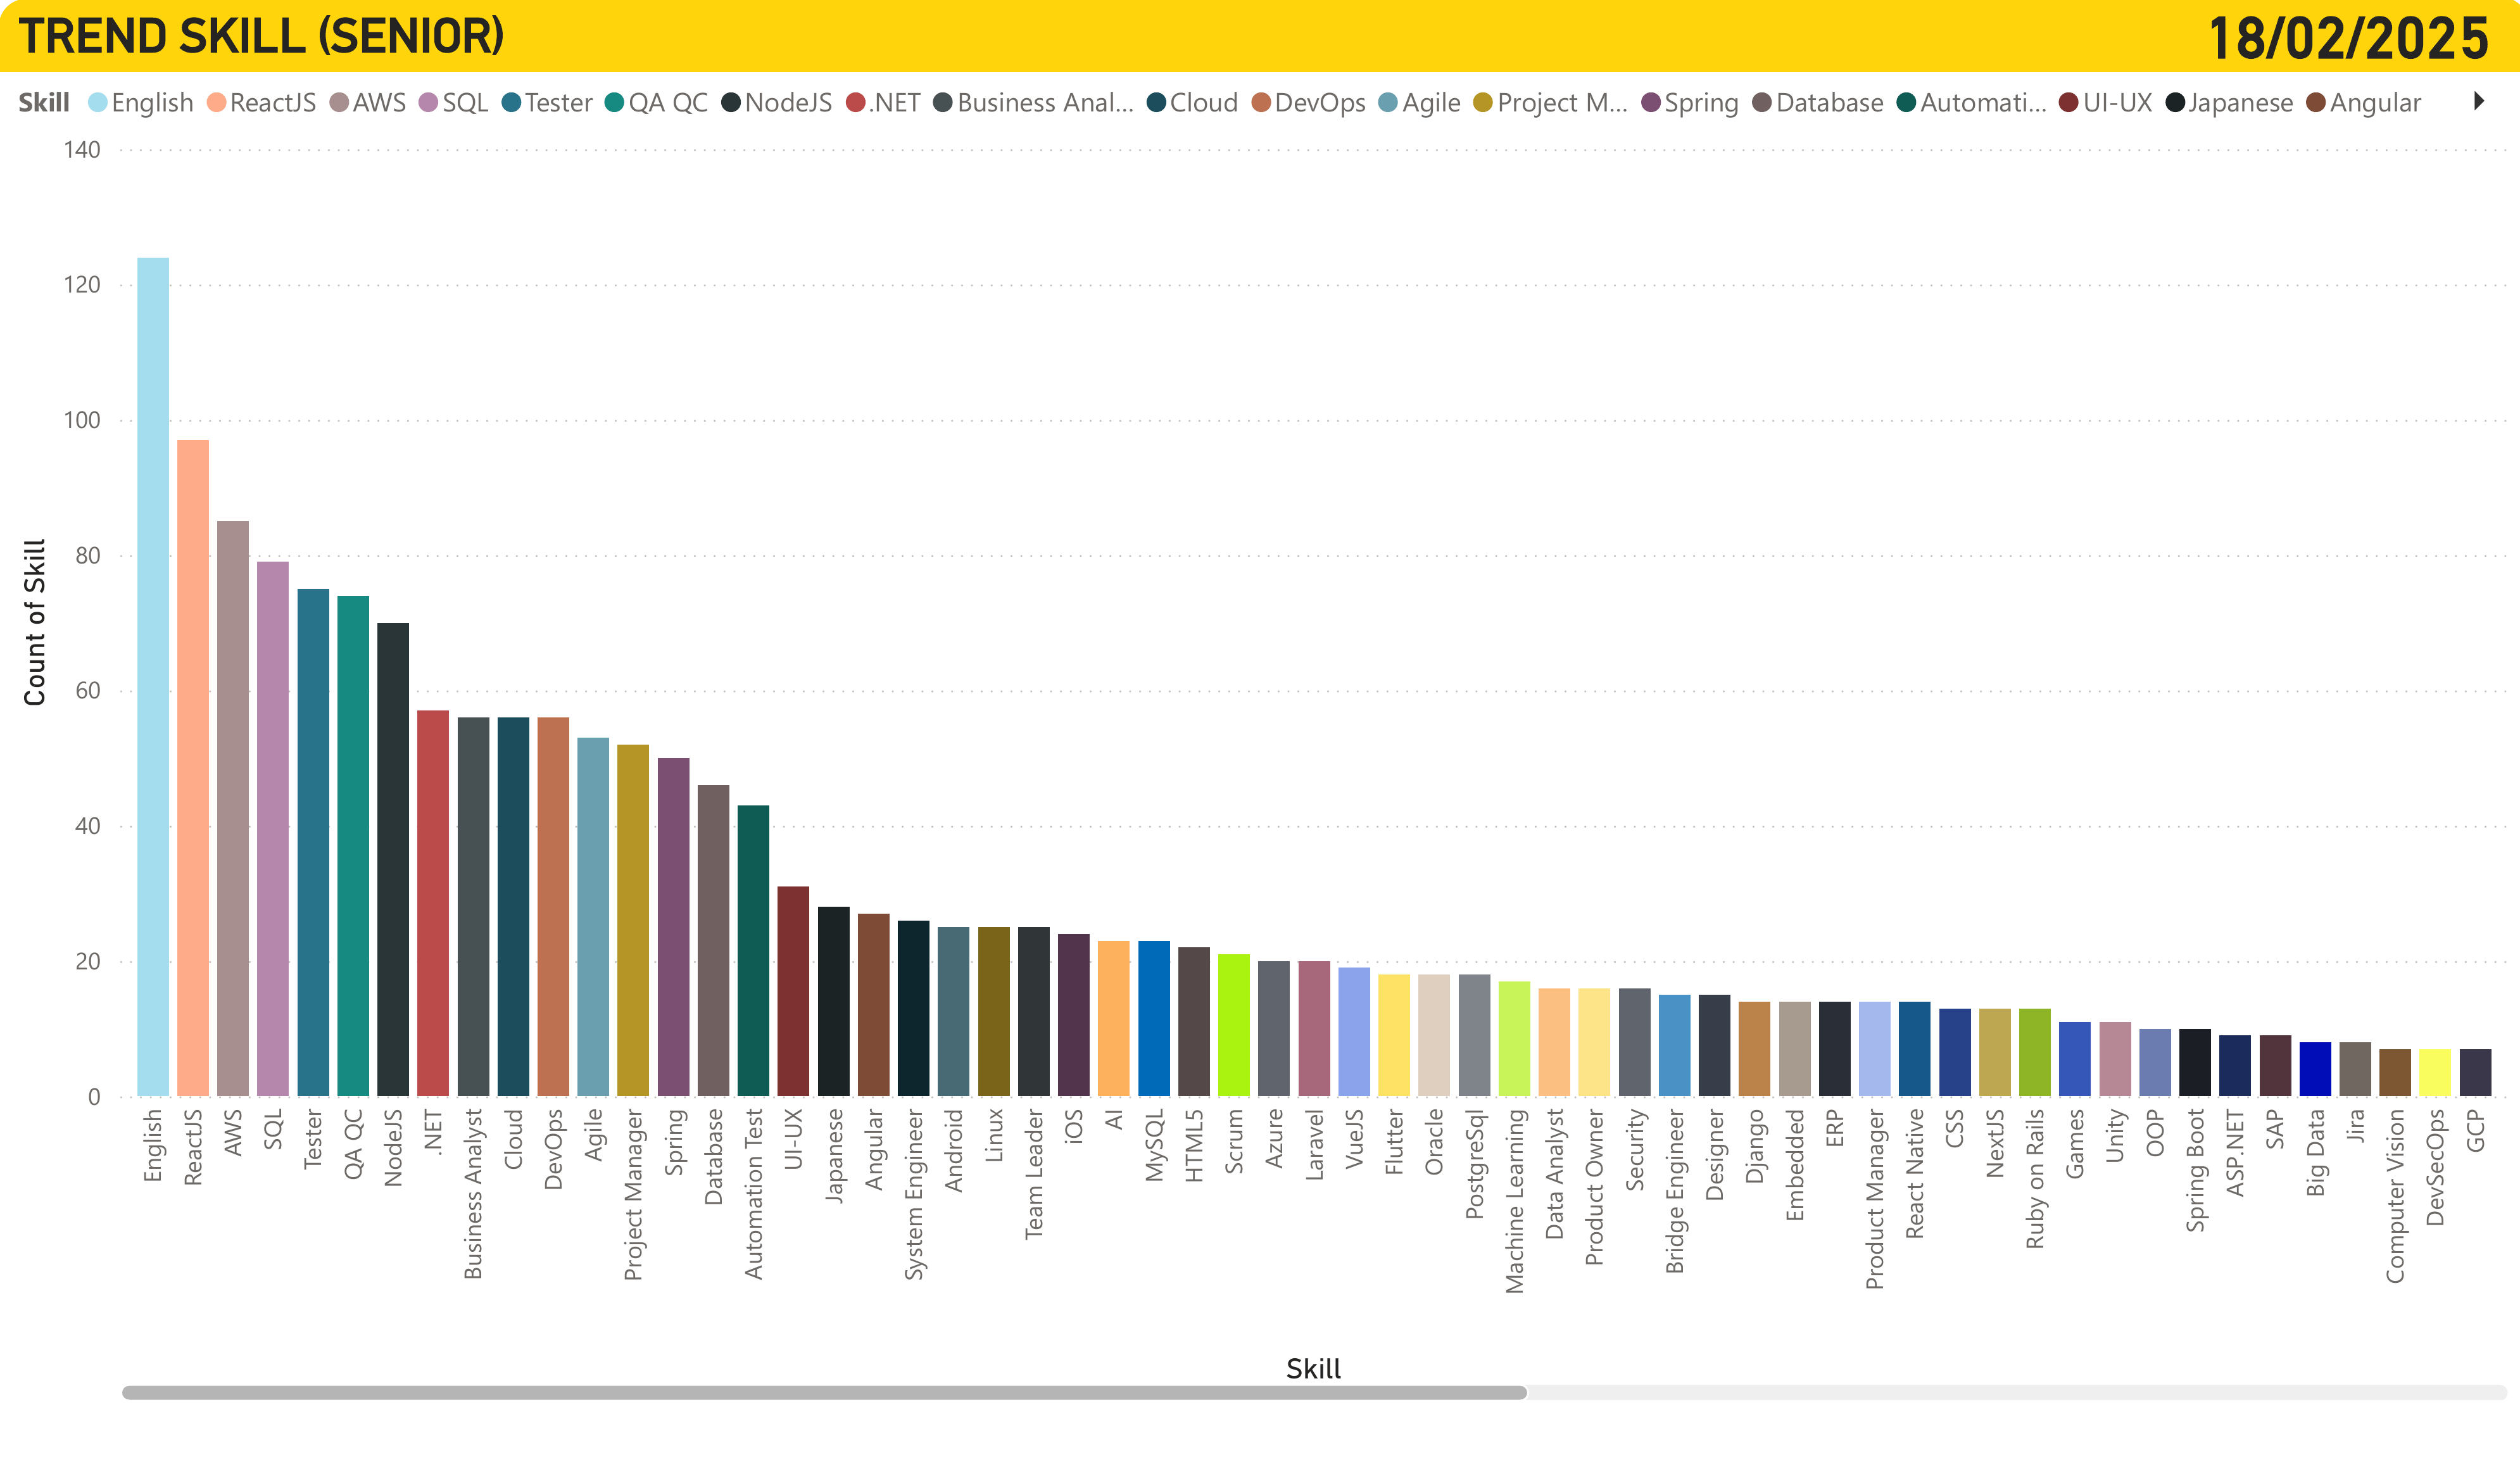 TREND SKILL (SENIOR) 18/02/2025
Skill English ReactJS AWS SQL Tester QA QC NodeJS .NET Business Anal... Cloud DevOps Agile Project M... Spring Database Automati... UI-UX Japanese Angular
140
120
100
80
60
40
20
0
Count of Skill
English
ReactJS
AWS
SQL
Tester
QA QC
NodeJS
.NET
Business Analyst
Cloud
DevOps
Agile
Project Manager
Spring
Database
Automation Test
UI-UX
Japanese
Angular
System Engineer
Android
Linux
Team Leader
iOS
AI
MySQL
HTML5
Scrum
Azure
Laravel
VueJS
Flutter
Oracle
PostgreSql
Machine Learning
Data Analyst
Product Owner
Security
Bridge Engineer
Designer
Django
Embedded
ERP
Product Manager
React Native
CSS
NextJS
Ruby on Rails
Games
Unity
OOP
Spring Boot
ASP.NET
SAP
Big Data
Jira
Computer Vision
DevSecOps
GCP
Skill